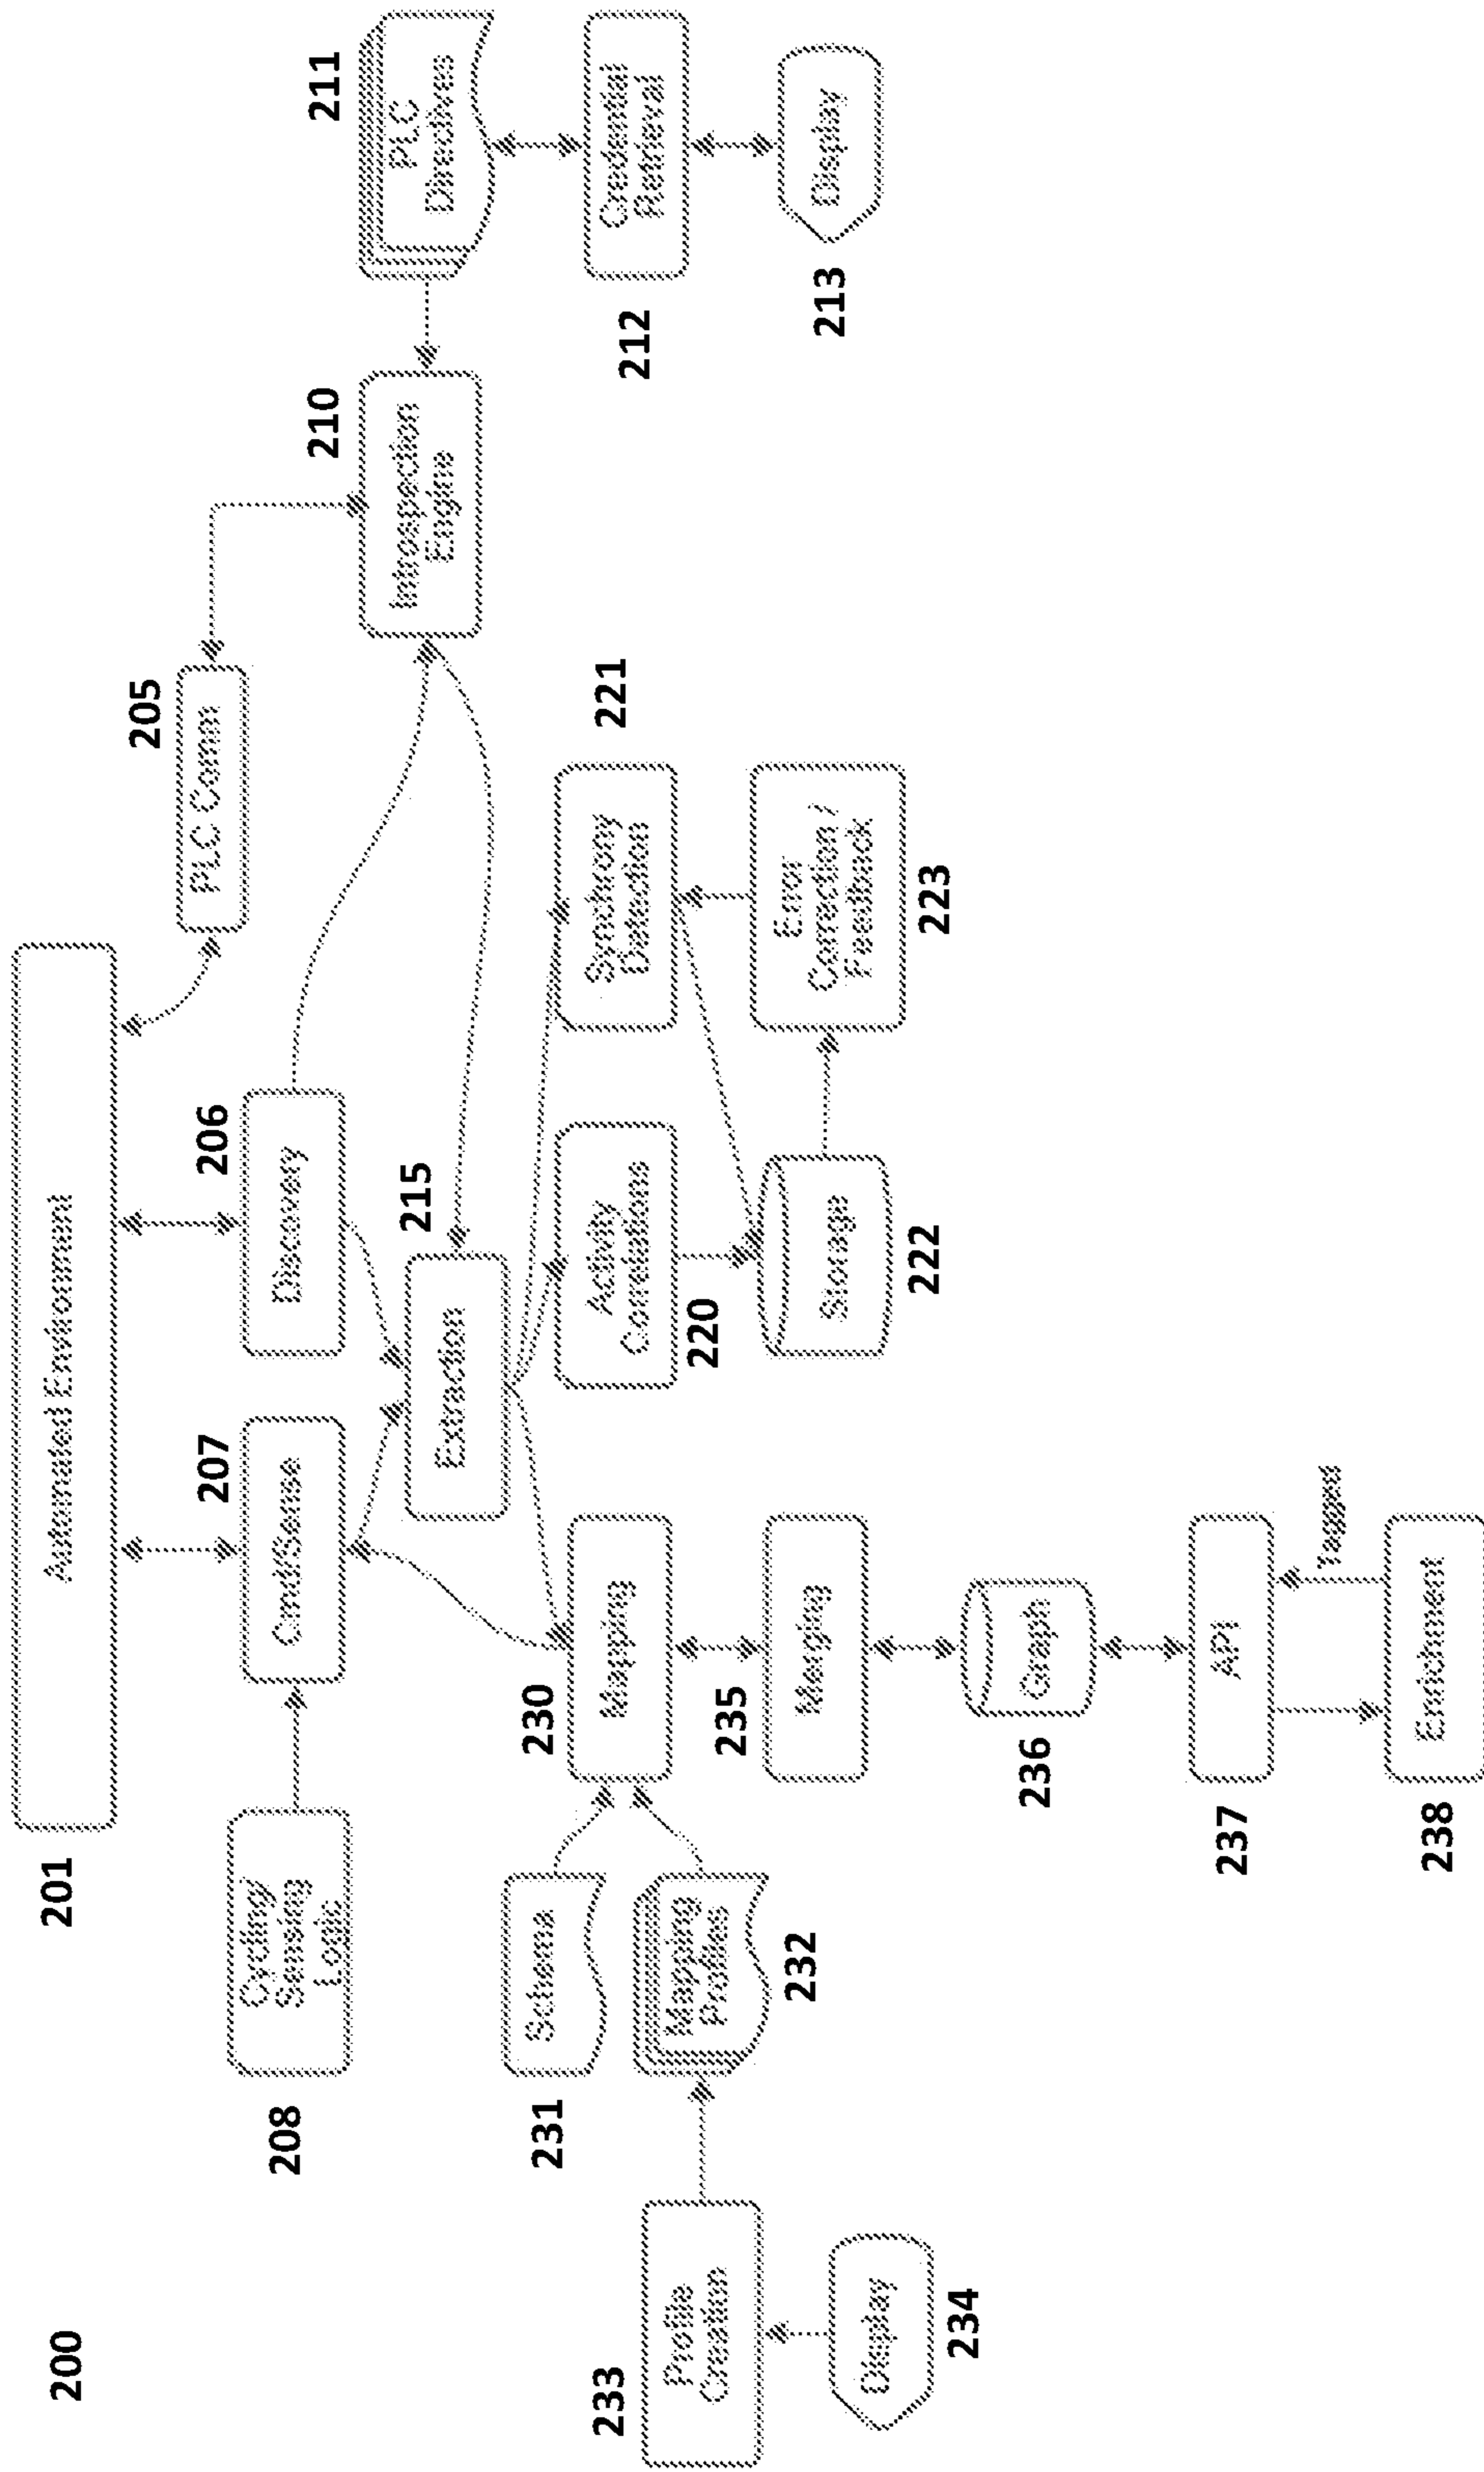 200
201
Automated Environment
205
PLC Comm
206
Discovery
207
Cmd/Sense
208
Cycling/
Sensing
Logic
210
Introspection
Engine
211
PLC
Directives
212
Credential
Retrieval
213
Display
215
Extraction
220
Activity
Correlations
221
Synchrony
Detection
222
Storage
223
Error
Correction /
Feedback
230
Mapping
231
Schema
232
Mapping
Profiles
233
Profile
Creation
234
Display
235
Merging
236
Graph
237
API
Tagged
238
Enrichment